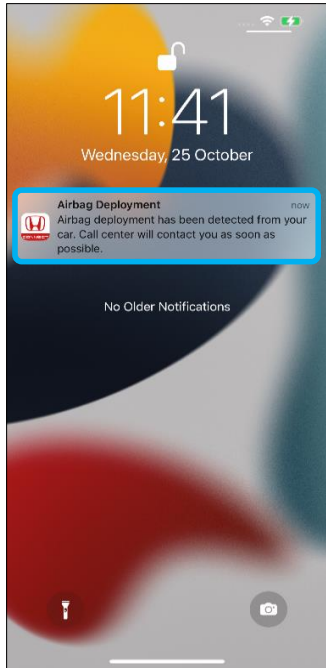 11:41
Wednesday, 25 October
Airbag Deployment
now
Airbag deployment has been detected from your
car. Call center will contact you as soon as
possible.
No Older Notifications